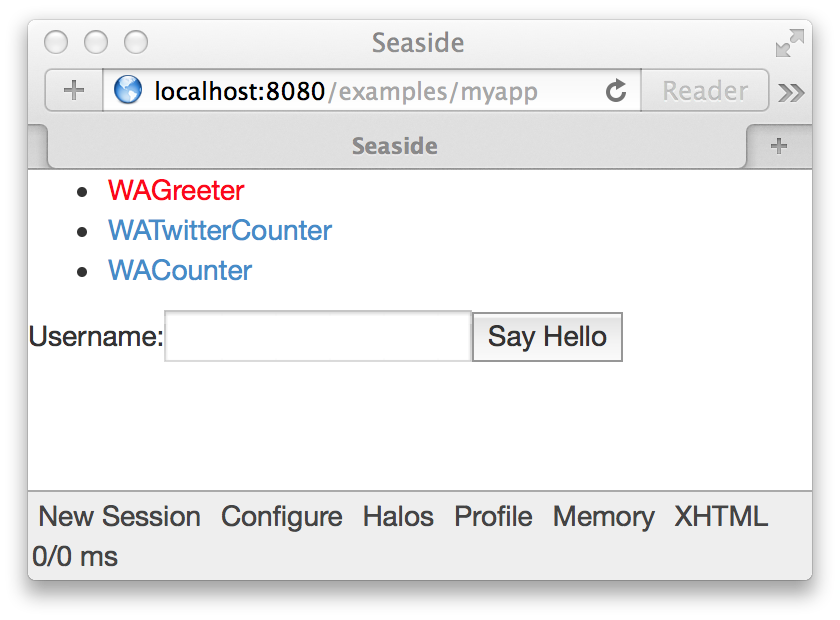 Seaside
localhost:8080/examples/myapp Reader
Seaside
WAGreeter
WATwitterCounter
WACounter
Username: Say Hello
New Session Configure Halos Profile Memory XHTML
0/0 ms